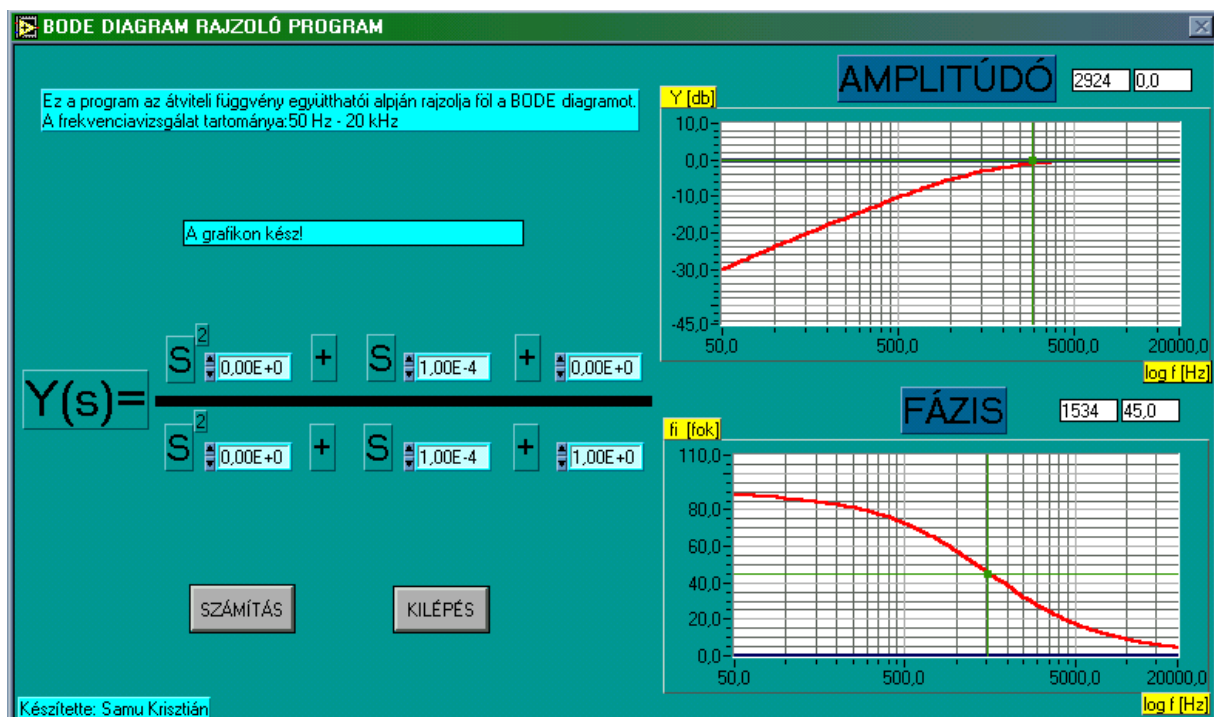 BODE DIAGRAM RAJZOLÓ PROGRAM
Ez a program az átviteli függvény együtthatói alpján rajzolja föl a BODE diagramot.
A frekvenciavizsgálat tartománya:50 Hz - 20 kHz
A grafikon kész!
Y(s)=
S 2 0,00E+0 + S 1,00E-4 + 0,00E+0
S 2 0,00E+0 + S 1,00E-4 + 1,00E+0
SZÁMÍTÁS KILÉPÉS
Készítette: Samu Krisztián
AMPLITÚDÓ 2924 0,0
Y [db]
10,0
0,0
-10,0
-20,0
-30,0
-45,0
50,0 500,0 5000,0 20000,0
log f [Hz]
FÁZIS 1534 45,0
fi [fok]
110,0
80,0
60,0
40,0
20,0
0,0
50,0 500,0 5000,0 20000,0
log f [Hz]